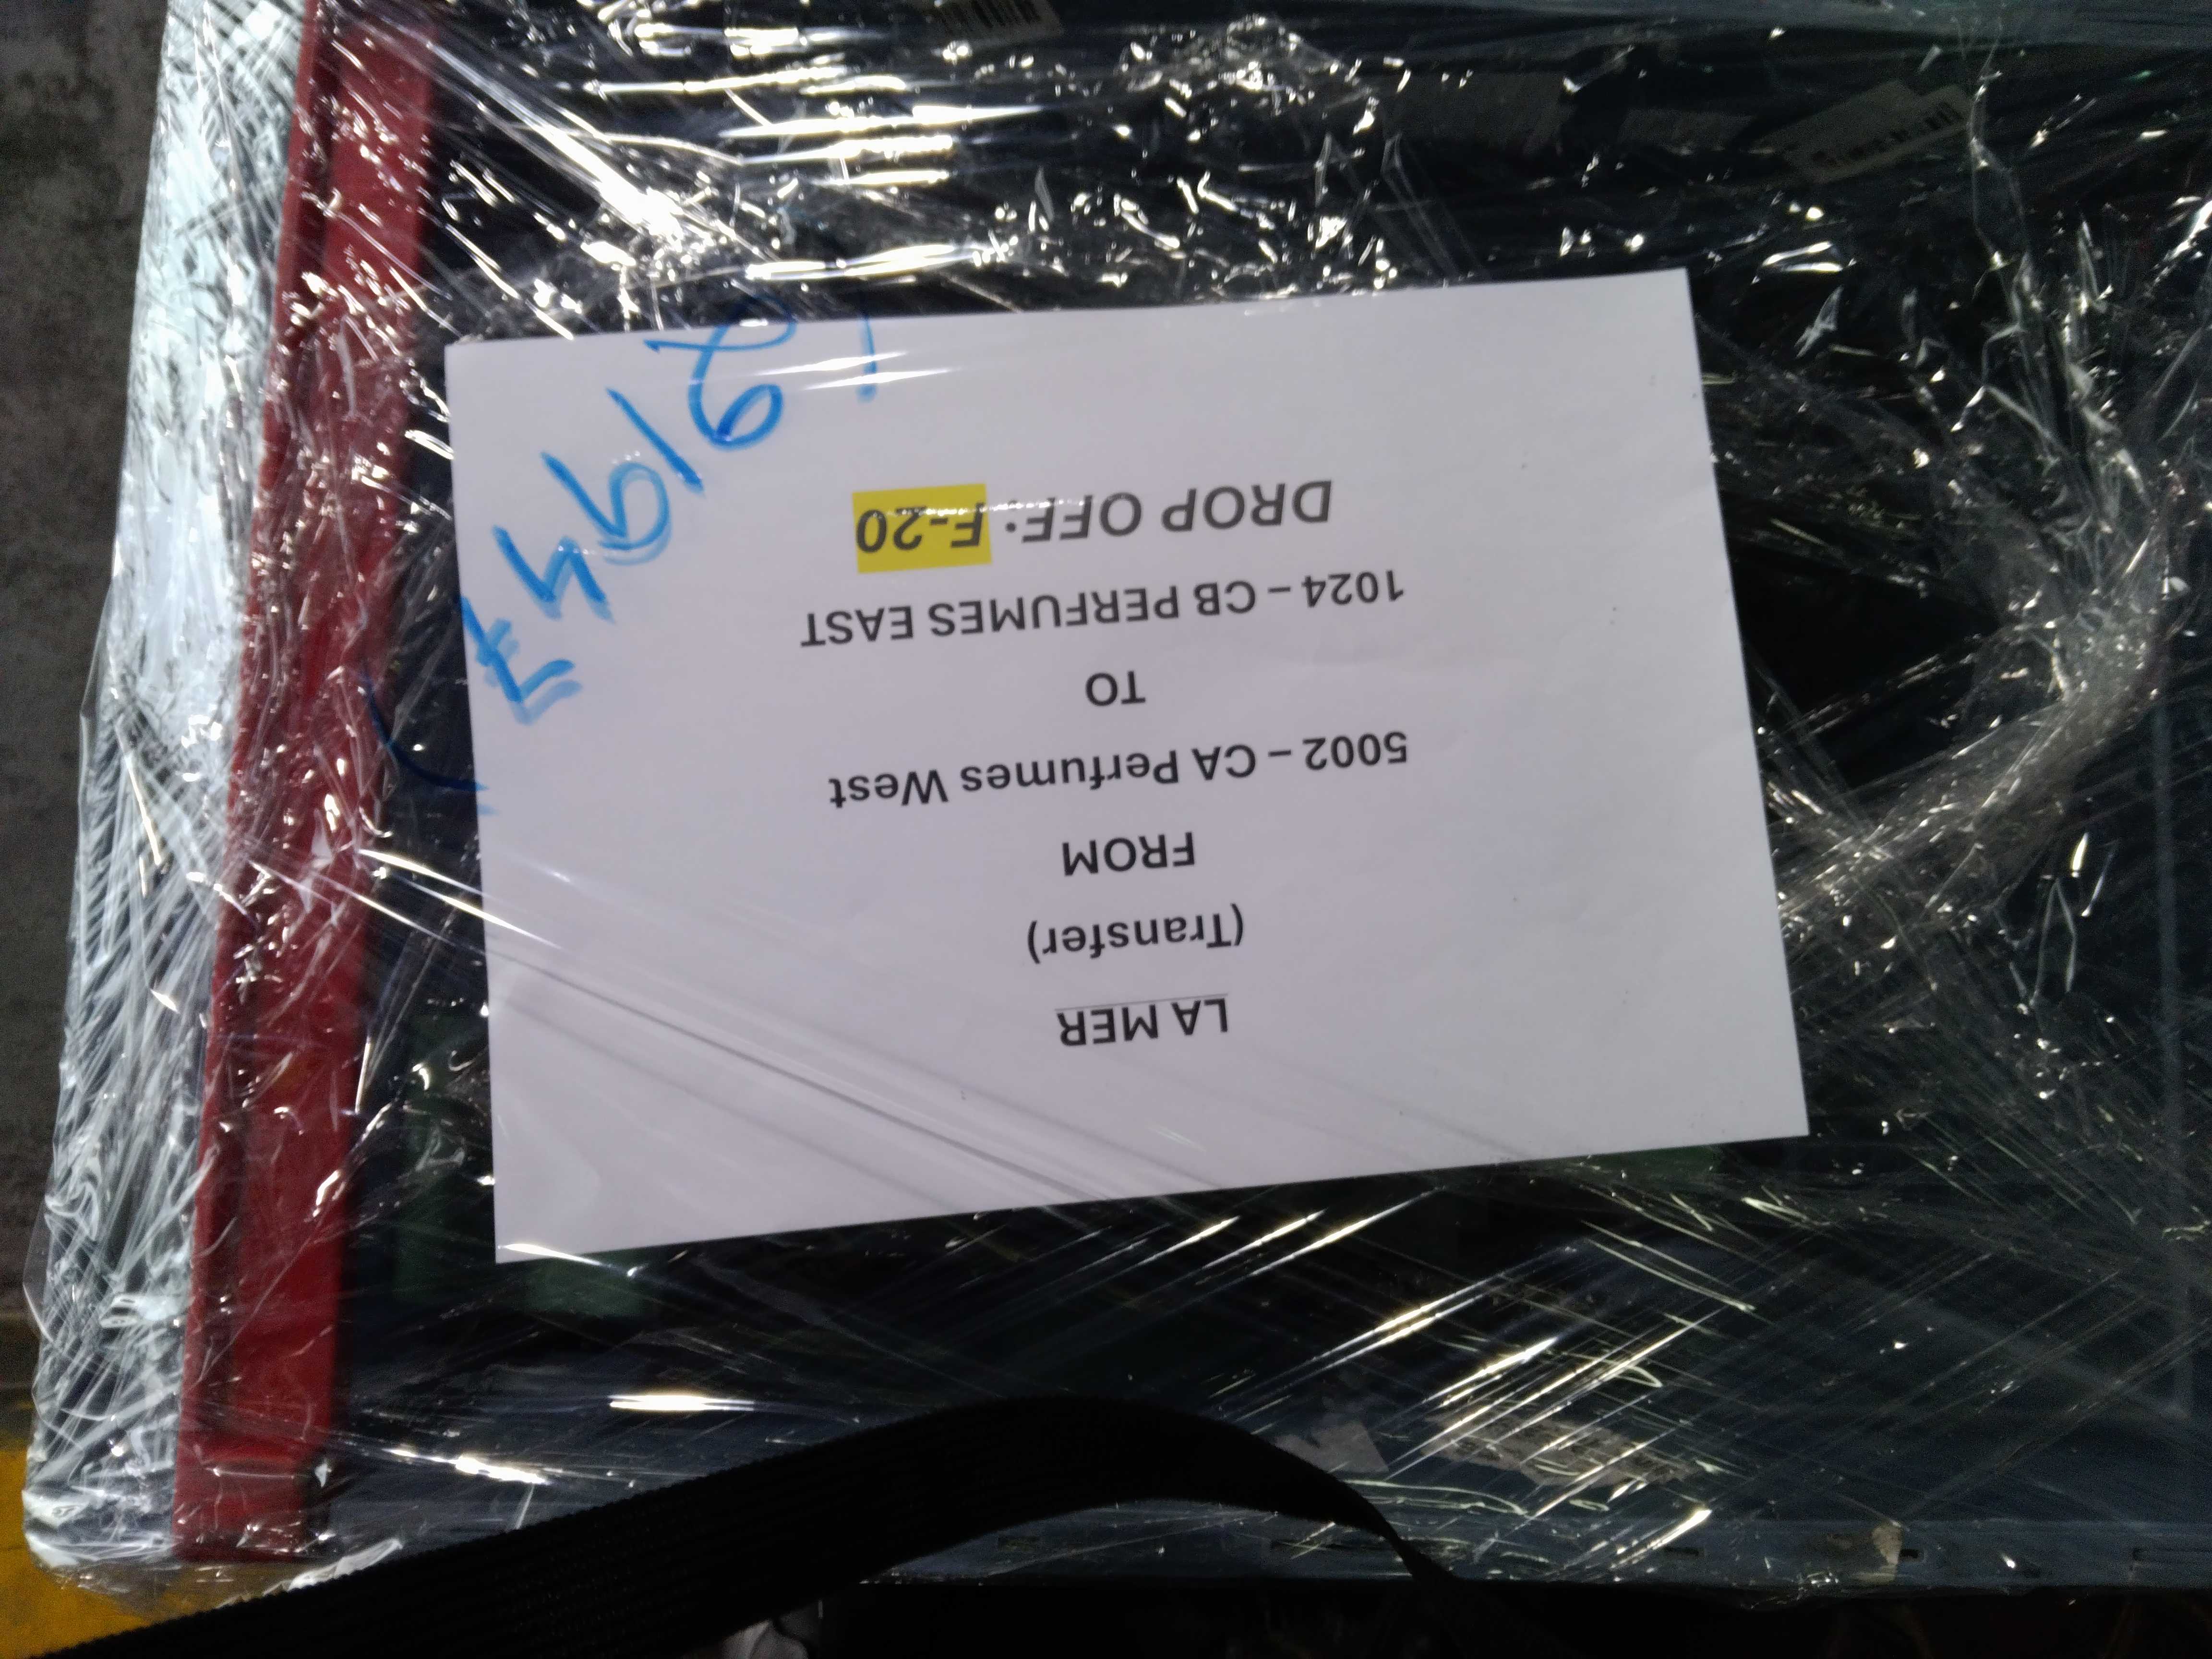 LA MER
(Transfer)
FROM
5002 – CA Perfumes West
TO
1024 – CB PERFUMES EAST
DROP OFF: F-20